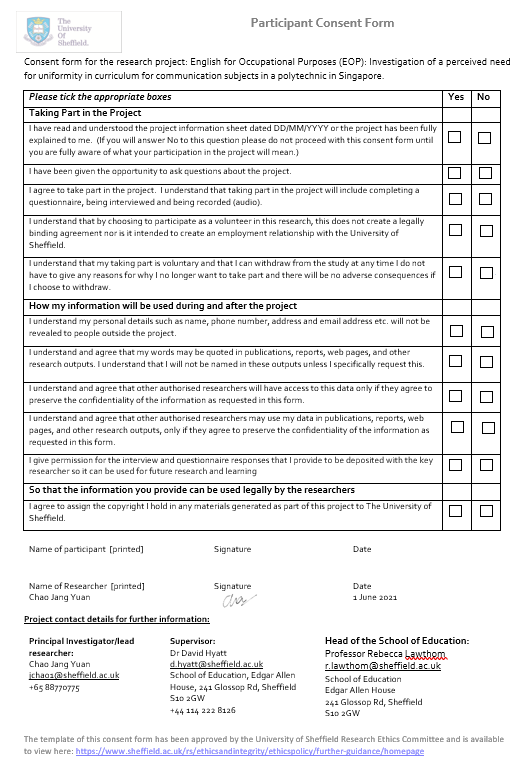 The
University
Of
Sheffield.
Participant Consent Form
Consent form for the research project: English for Occupational Purposes (EOP): Investigation of a perceived need
for uniformity in curriculum for communication subjects in a polytechnic in Singapore.
Please tick the appropriate boxes Yes No
Taking Part in the Project
I have read and understood the project information sheet dated DD/MM/YYYY or the project has been fully
explained to me. (If you will answer No to this question please do not proceed with this consent form until
you are fully aware of what your participation in the project will mean.)
I have been given the opportunity to ask questions about the project.
I agree to take part in the project. I understand that taking part in the project will include completing a
questionnaire, being interviewed and being recorded (audio).
I understand that by choosing to participate as a volunteer in this research, this does not create a legally
binding agreement nor is it intended to create an employment relationship with the University of
Sheffield.
I understand that my taking part is voluntary and that I can withdraw from the study at any time I do not
have to give any reasons for why I no longer want to take part and there will be no adverse consequences if
I choose to withdraw.
How my information will be used during and after the project
I understand my personal details such as name, phone number, address and email address etc. will not be
revealed to people outside the project.
I understand and agree that my words may be quoted in publications, reports, web pages, and other
research outputs. I understand that I will not be named in these outputs unless I specifically request this.
I understand and agree that other authorised researchers will have access to this data only if they agree to
preserve the confidentiality of the information as requested in this form.
I understand and agree that other authorised researchers may use my data in publications, reports, web
pages, and other research outputs, only if they agree to preserve the confidentiality of the information as
requested in this form.
I give permission for the interview and questionnaire responses that I provide to be deposited with the key
researcher so it can be used for future research and learning
So that the information you provide can be used legally by the researchers
I agree to assign the copyright I hold in any materials generated as part of this project to The University of
Sheffield.
Name of participant [printed] Signature Date
Name of Researcher [printed] Signature Date
Chao Jang Yuan 1 June 2021
Project contact details for further information:
Principal Investigator/lead
researcher:
Chao Jang Yuan
jchao1@sheffield.ac.uk
+65 88770775
Supervisor:
Dr David Hyatt
d.hyatt@sheffield.ac.uk
School of Education, Edgar Allen
House, 241 Glossop Rd, Sheffield
S10 2GW
+44 114 222 8126
Head of the School of Education:
Professor Rebecca Lawthom
r.lawthom@sheffield.ac.uk
School of Education
Edgar Allen House
241 Glossop Rd, Sheffield
S10 2GW
The template of this consent form has been approved by the University of Sheffield Research Ethics Committee and is available
to view here: https://www.sheffield.ac.uk/rs/ethicsandintegrity/ethicspolicy/further-guidance/homepage